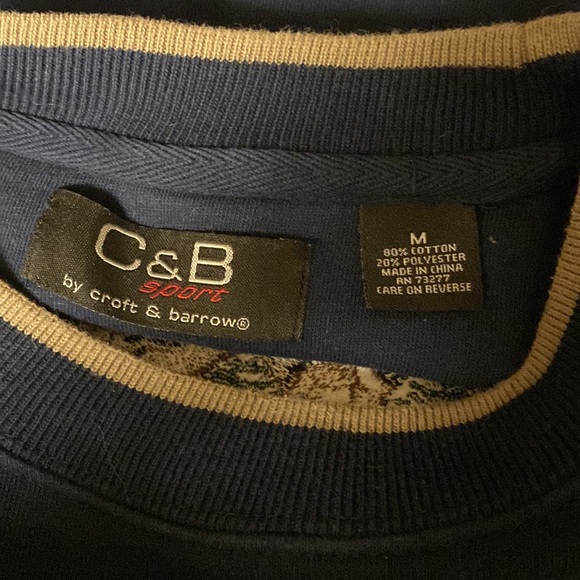 C&B
sport
by croft & barrow®
M
80% COTTON
20% POLYESTER
MADE IN CHINA
RN 73277
CARE ON REVERSE